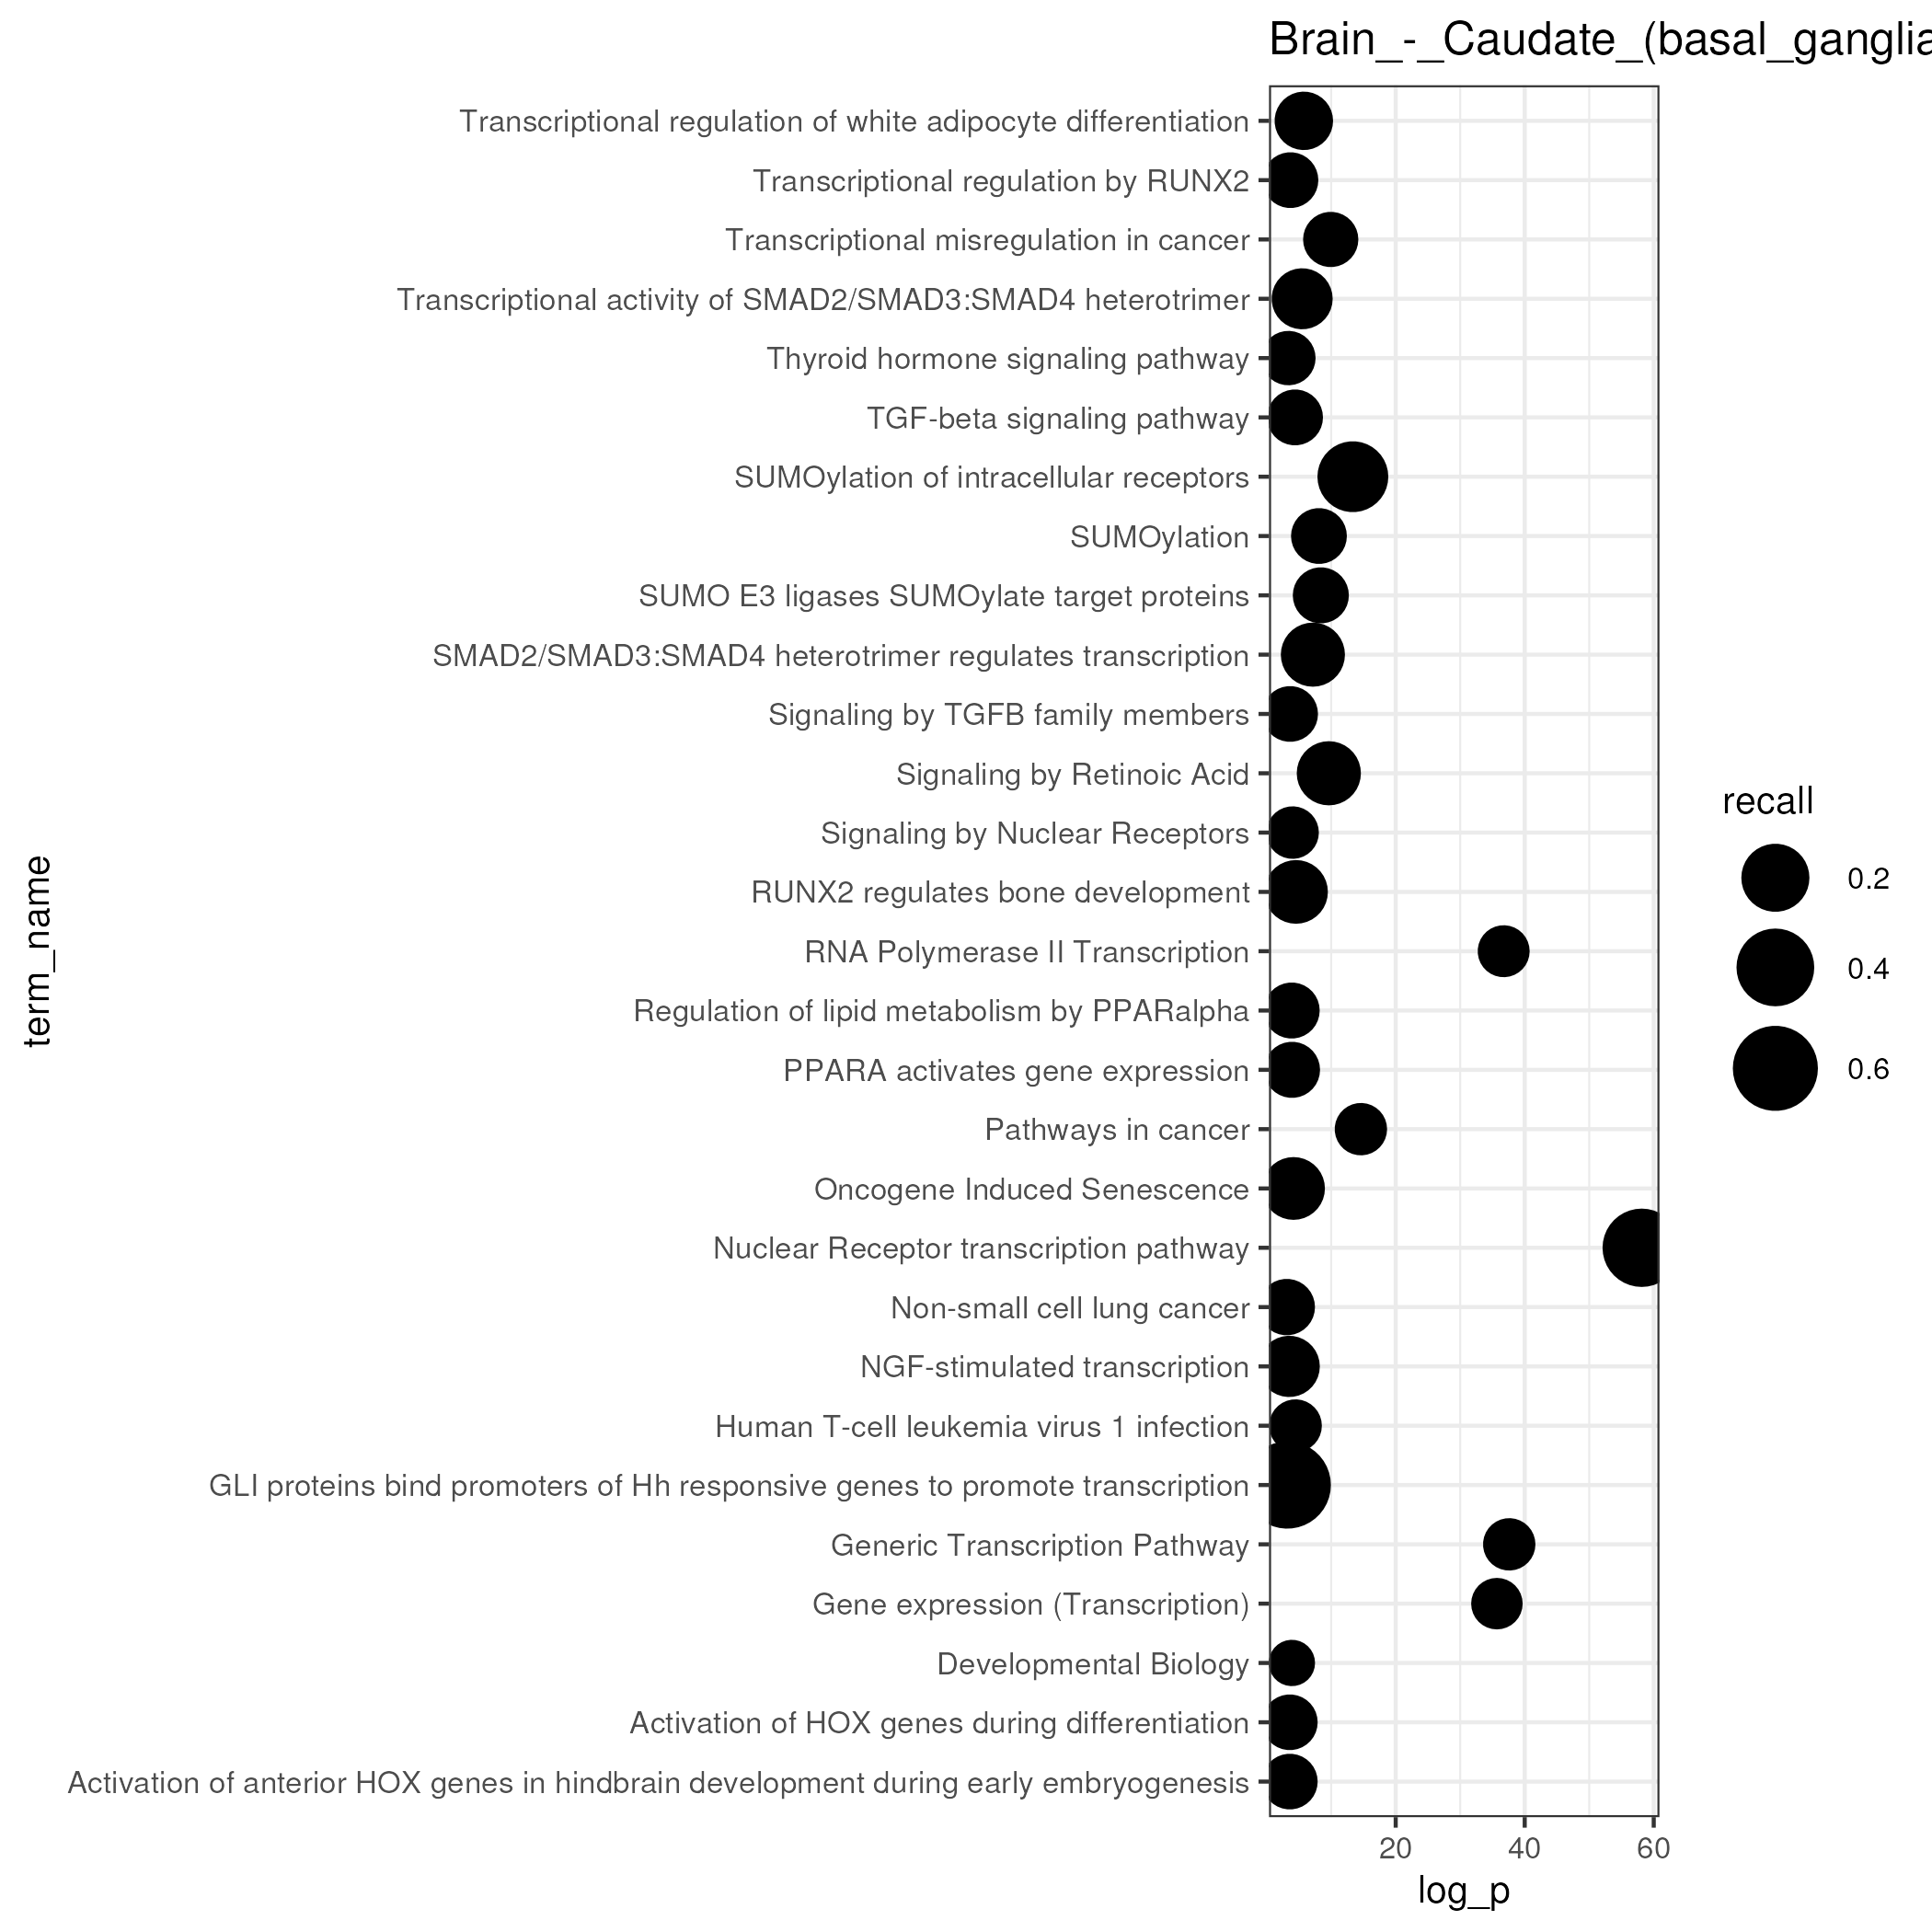 Brain_-_Caudate_(basal_ganglia
Transcriptional regulation of white adipocyte differentiation
Transcriptional regulation by RUNX2
Transcriptional misregulation in cancer
Transcriptional activity of SMAD2/SMAD3:SMAD4 heterotrimer
Thyroid hormone signaling pathway
TGF-beta signaling pathway
SUMOylation of intracellular receptors
SUMOylation
SUMO E3 ligases SUMOylate target proteins
SMAD2/SMAD3:SMAD4 heterotrimer regulates transcription
Signaling by TGFB family members
Signaling by Retinoic Acid
Signaling by Nuclear Receptors
RUNX2 regulates bone development
RNA Polymerase II Transcription
Regulation of lipid metabolism by PPARalpha
PPARA activates gene expression
Pathways in cancer
Oncogene Induced Senescence
Nuclear Receptor transcription pathway
Non-small cell lung cancer
NGF-stimulated transcription
Human T-cell leukemia virus 1 infection
GLI proteins bind promoters of Hh responsive genes to promote transcription
Generic Transcription Pathway
Gene expression (Transcription)
Developmental Biology
Activation of HOX genes during differentiation
Activation of anterior HOX genes in hindbrain development during early embryogenesis
term_name
20 40 60
log_p
recall
0.2
0.4
0.6